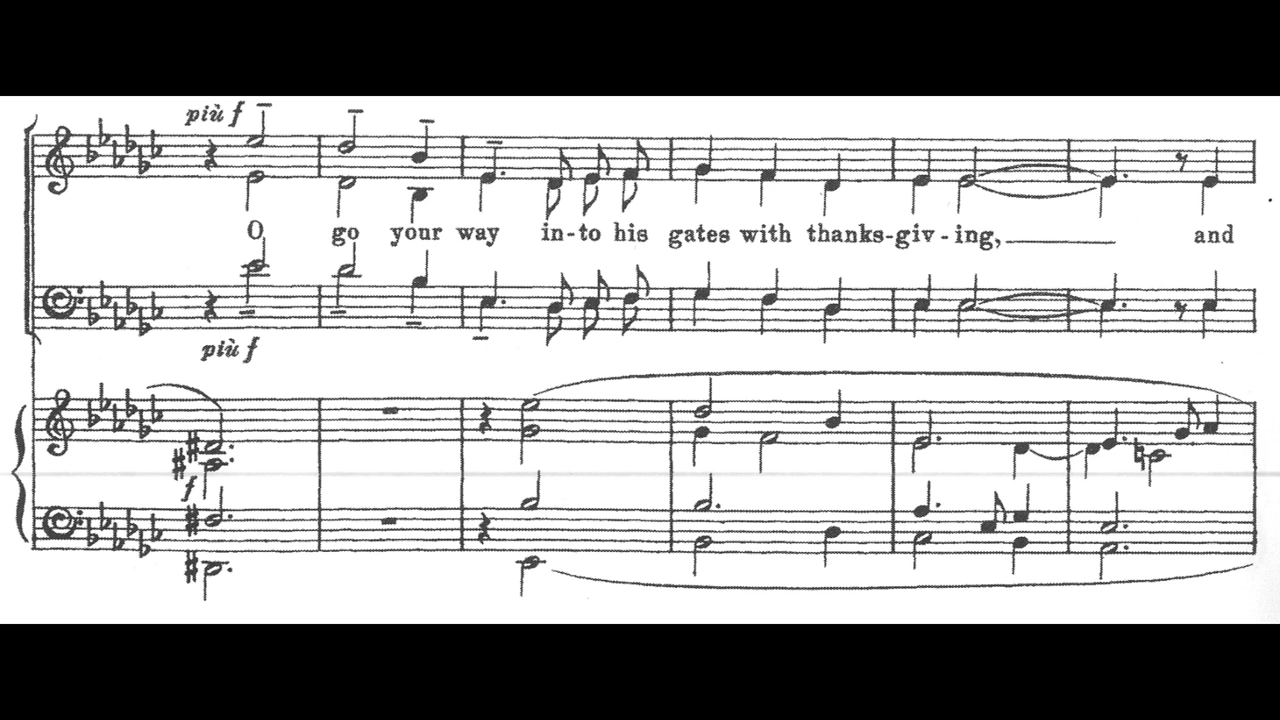 più f
O go your way in-to his gates with thanks-giv-ing, and
più f
f